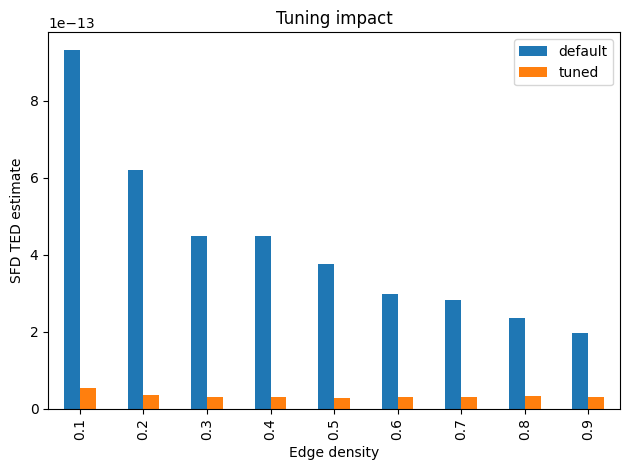 Tuning impact
1e−13
default
tuned
SFD TED estimate
8
6
4
2
0
0.1 0.2 0.3 0.4 0.5 0.6 0.7 0.8 0.9
Edge density